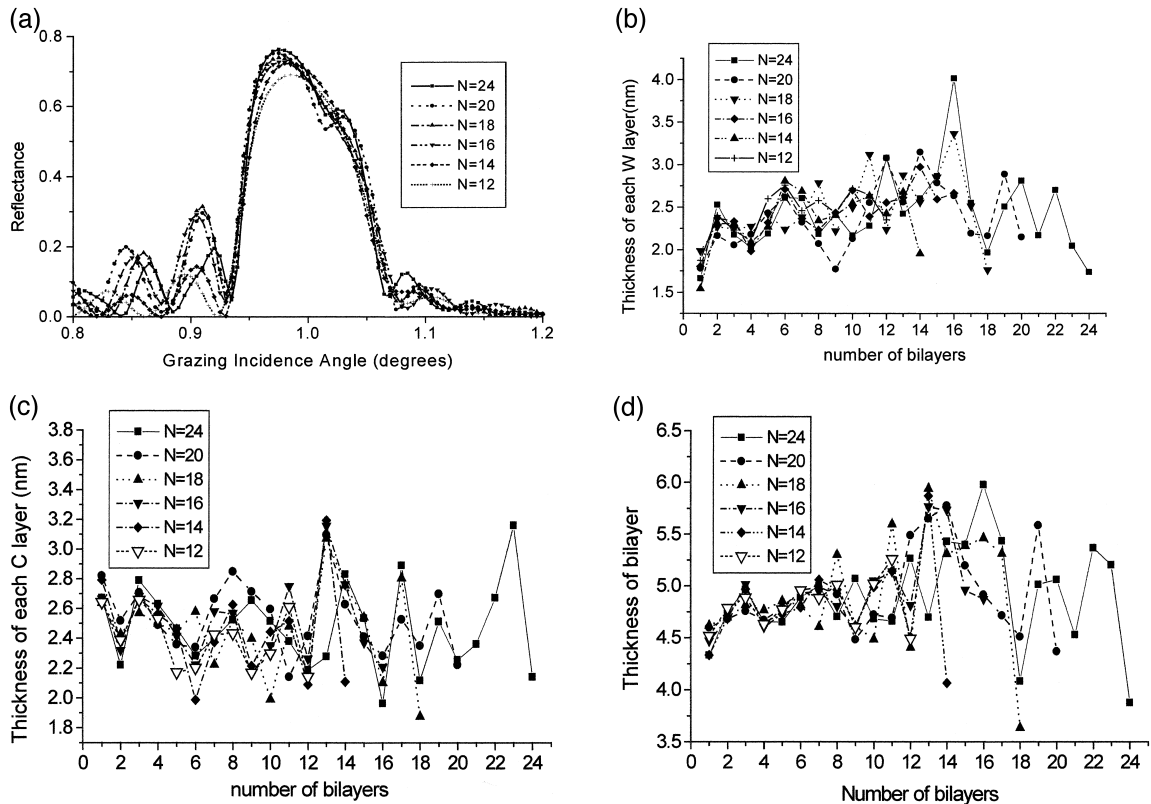 (a)
0.8
0.6
0.4
0.2
0.0
0.8
0.9
1.0
1.1
1.2
Reflectance
Grazing Incidence Angle (degrees)
N=24
N=20
N=18
N=16
N=14
N=12
(b)
4.0
3.5
3.0
2.5
2.0
1.5
0 2 4 6 8 10 12 14 16 18 20 22 24
Thickness of each W layer(nm)
number of bilayers
N=24
N=20
N=18
N=16
N=14
N=12
(c)
3.8
3.6
3.4
3.2
3.0
2.8
2.6
2.4
2.2
2.0
1.8
0 2 4 6 8 10 12 14 16 18 20 22 24
Thickness of each C layer (nm)
number of bilayers
N=24
N=20
N=18
N=16
N=14
N=12
(d)
6.5
6.0
5.5
5.0
4.5
4.0
3.5
0 2 4 6 8 10 12 14 16 18 20 22 24
Thickness of bilayer
Number of bilayers
N=24
N=20
N=18
N=16
N=14
N=12